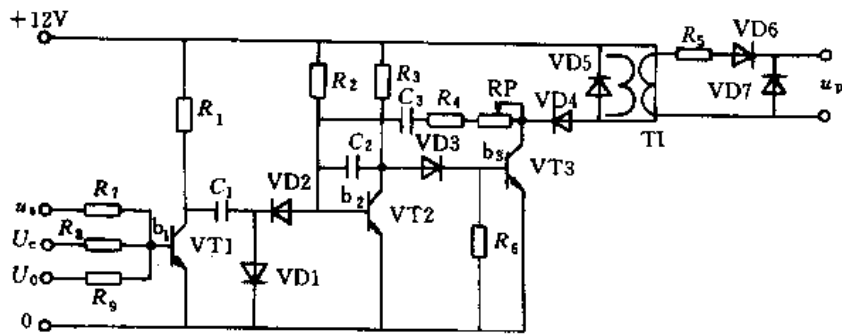 +12V
R₅ VD6
VD5
R₂ R₃
RP
C₃ R₄ VD4 VD7
R₁ uₚ
TI
C₂ VD3 b₃
VT3
C₁ VD2 b₂
R₇ VT2
uₛ
R₈ b₁
U꜀ VT1 R₆
U₀ VD1
R₉
0